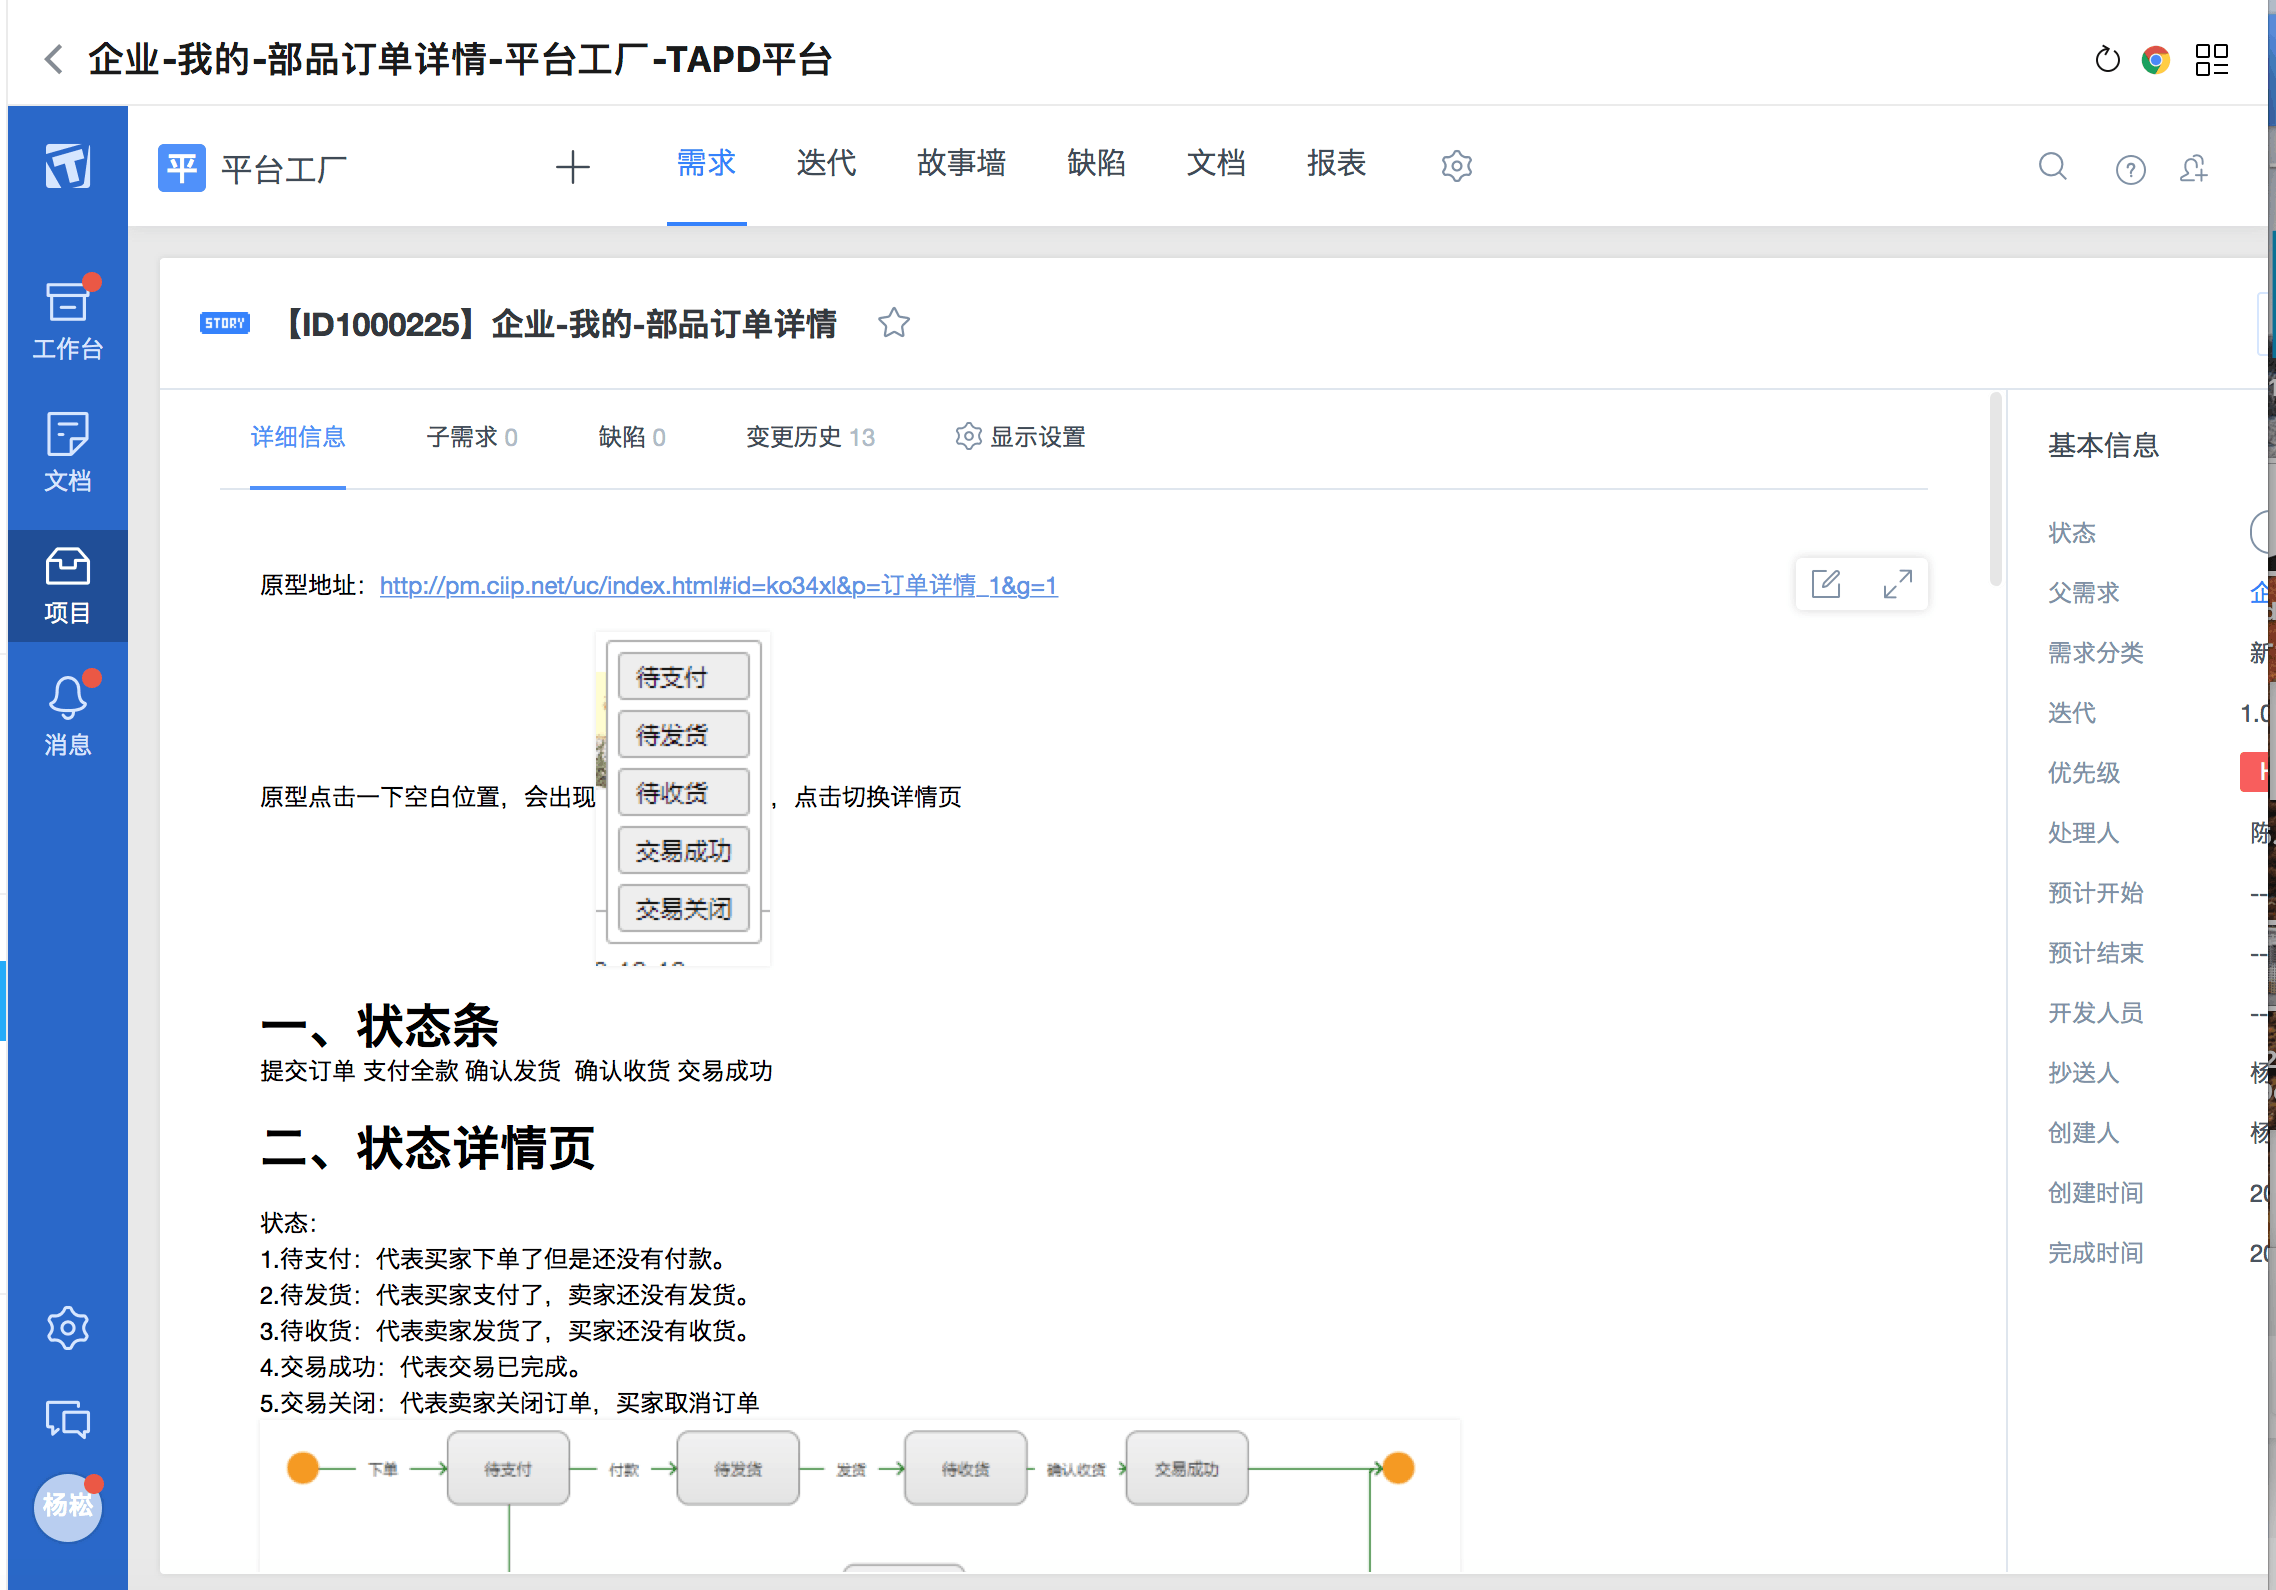 企业-我的-部品订单详情-平台工厂-TAPD平台
平 平台工厂
需求 迭代 故事墙 缺陷 文档 报表
工作台
文档
项目
消息
杨崧
STORY 【ID1000225】企业-我的-部品订单详情
详细信息 子需求 0 缺陷 0 变更历史 13 显示设置
原型地址：http://pm.ciip.net/uc/index.html#id=ko34xl&p=订单详情_1&g=1
待支付
待发货
待收货
交易成功
交易关闭
原型点击一下空白位置，会出现 ，点击切换详情页
一、状态条
提交订单 支付全款 确认发货 确认收货 交易成功
二、状态详情页
状态：
1.待支付：代表买家下单了但是还没有付款。
2.待发货：代表买家支付了，卖家还没有发货。
3.待收货：代表卖家发货了，买家还没有收货。
4.交易成功：代表交易已完成。
5.交易关闭：代表卖家关闭订单，买家取消订单
下单 待支付 付款 待发货 发货 待收货 确认收货 交易成功
基本信息
状态
父需求 企
需求分类 新
迭代 1.0
优先级
处理人 陈
预计开始 --
预计结束 --
开发人员 --
抄送人 杨
创建人 杨
创建时间 20
完成时间 20